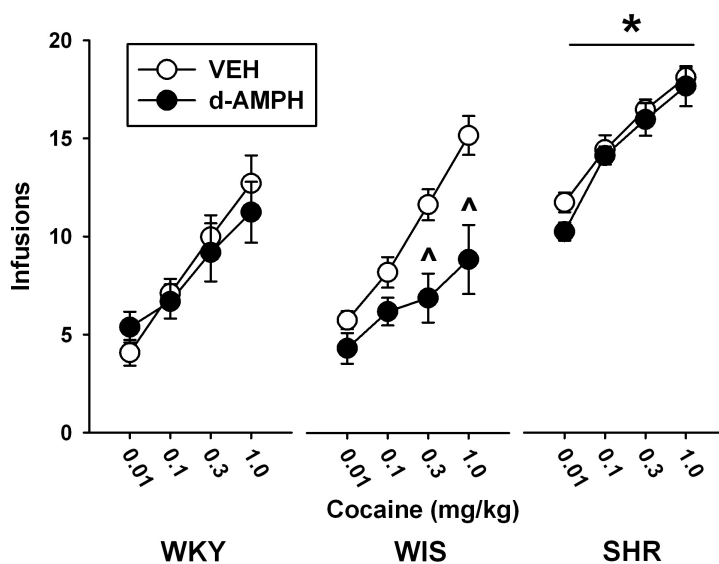 20
15
10
5
0
Infusions
VEH
d-AMPH
^
^
*
0.01 0.1 0.3 1.0
0.01 0.1 0.3 1.0
0.01 0.1 0.3 1.0
Cocaine (mg/kg)
WKY WIS SHR